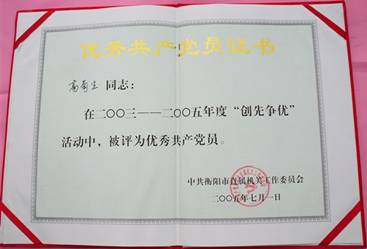 优秀共产党员证书
同志：
在二〇〇三——二〇〇五年度“创先争优”
活动中，被评为优秀共产党员。
中共衡阳市直属机关工作委员会
二〇〇五年七月一日